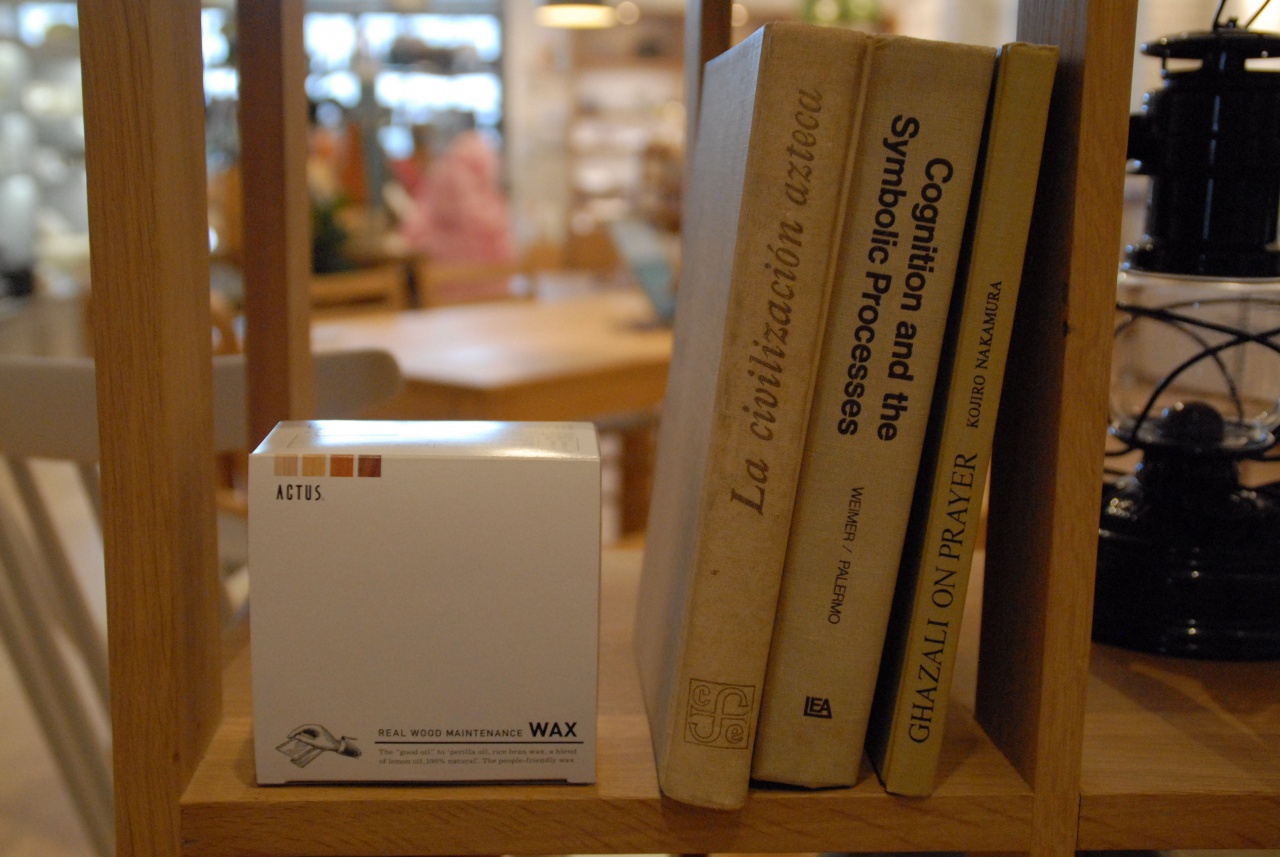 ACTUS
REAL WOOD MAINTENANCE WAX
The "good oil" to 'perilla oil, rice bran wax, a blend
of lemon oil, 100% natural'. The people-friendly wax
La civilización azteca
Cognition and the
Symbolic Processes
WEIMER / PALERMO
LEA
GHAZALI ON PRAYER KOJIRO NAKAMURA